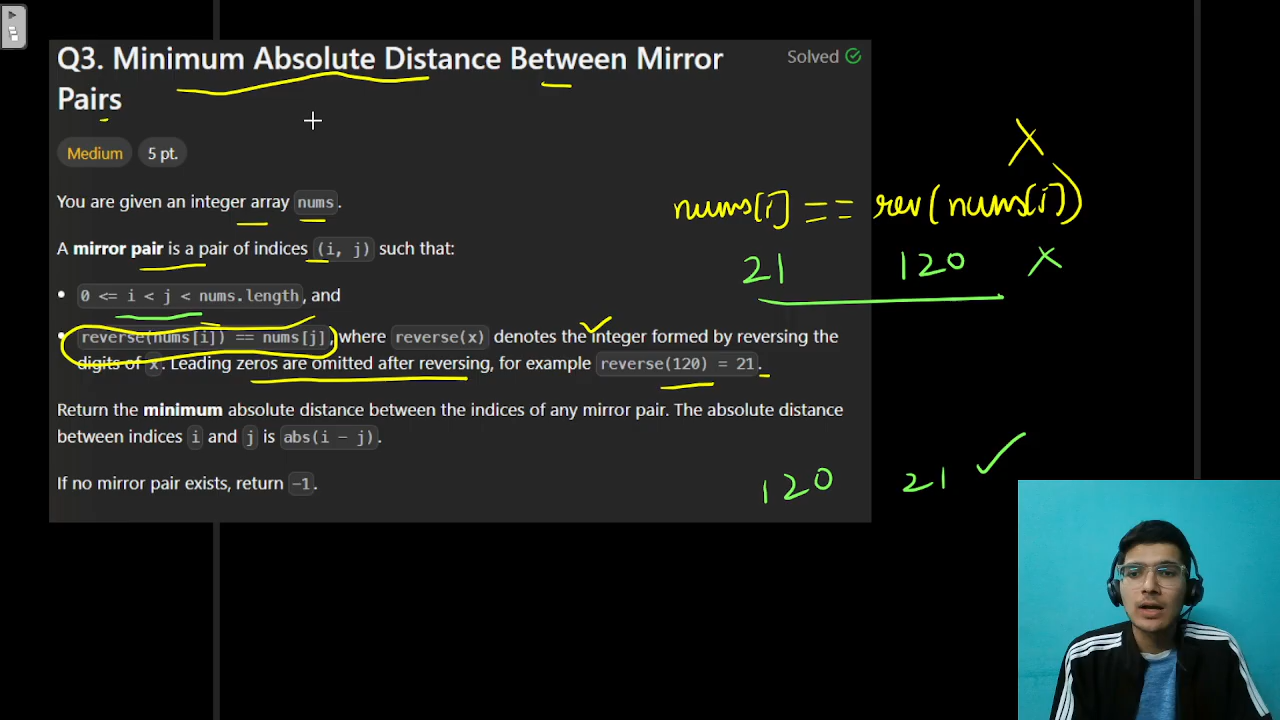 Q3. Minimum Absolute Distance Between Mirror
Pairs
Solved
Medium
5 pt.
You are given an integer array nums.
A mirror pair is a pair of indices (i, j) such that:
• 0 <= i < j < nums.length, and
• reverse(nums[i]) == nums[j], where reverse(x) denotes the integer formed by reversing the
digits of x. Leading zeros are omitted after reversing, for example reverse(120) = 21.
Return the minimum absolute distance between the indices of any mirror pair. The absolute distance
between indices i and j is abs(i - j).
If no mirror pair exists, return -1.
X
nums[i] == rev(nums[i])
21 120 X
120 21 ✓